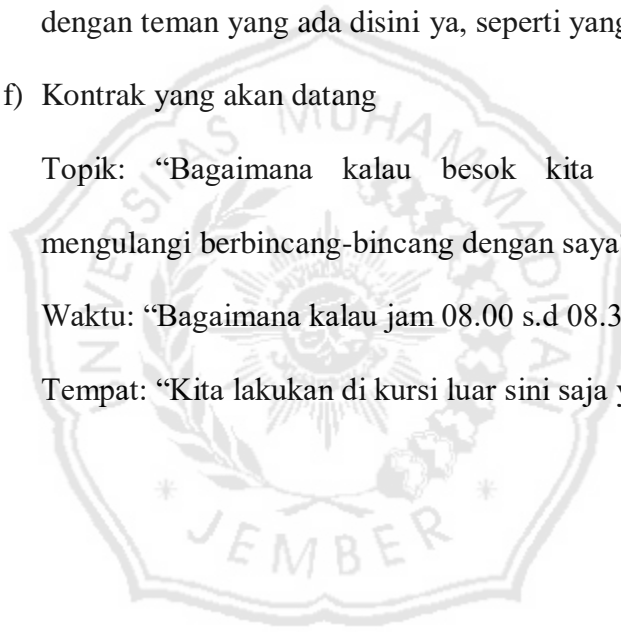 dengan teman yang ada disini ya, seperti yang
f) Kontrak yang akan datang
Topik: “Bagaimana kalau besok kita
mengulangi berbincang-bincang dengan saya
Waktu: “Bagaimana kalau jam 08.00 s.d 08.3
Tempat: “Kita lakukan di kursi luar sini saja
UNIVERSITAS MUHAMMADIYAH
JEMBER